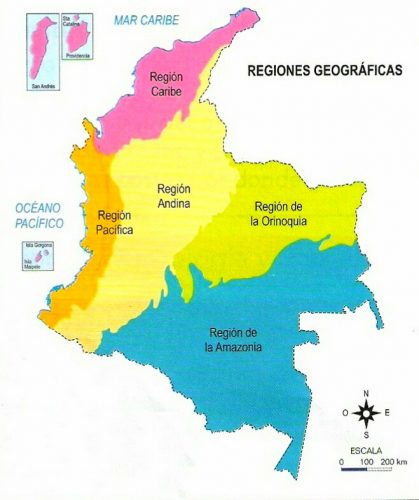 MAR CARIBE
Sta.
Catalina
Providencia
San Andrés
REGIONES GEOGRÁFICAS
Región
Caribe
Región
Andina
Región de
la Orinoquía
OCÉANO
PACÍFICO
Región
Pacífica
Isla Gorgona
Isla
Malpelo
Región de
la Amazonia
N
O
E
S
ESCALA
0 100 200 km